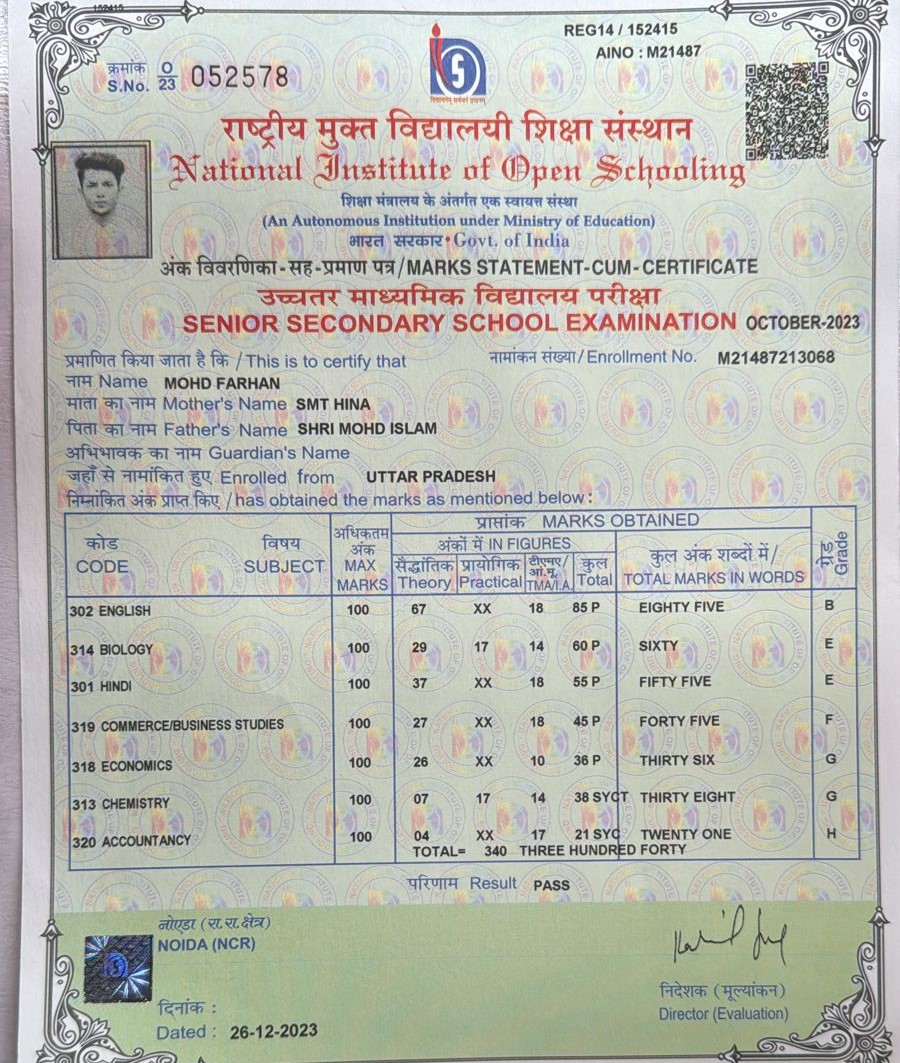 152415
REG14 / 152415
AINO : M21487
क्रमांक O
S.No. 23 052578
विद्याधनम् सर्वधनं प्रधानम्
राष्ट्रीय मुक्त विद्यालयी शिक्षा संस्थान
National Institute of Open Schooling
शिक्षा मंत्रालय के अंतर्गत एक स्वायत्त संस्था
(An Autonomous Institution under Ministry of Education)
भारत सरकार•Govt. of India
अंक विवरणिका-सह-प्रमाण पत्र/MARKS STATEMENT-CUM-CERTIFICATE
उच्चतर माध्यमिक विद्यालय परीक्षा
SENIOR SECONDARY SCHOOL EXAMINATION OCTOBER-2023
प्रमाणित किया जाता है कि / This is to certify that नामांकन संख्या/Enrollment No. M21487213068
नाम Name MOHD FARHAN
माता का नाम Mother's Name SMT HINA
पिता का नाम Father's Name SHRI MOHD ISLAM
अभिभावक का नाम Guardian's Name
जहाँ से नामांकित हुए Enrolled from UTTAR PRADESH
निम्नांकित अंक प्राप्त किए / has obtained the marks as mentioned below:
कोड CODE विषय SUBJECT अधिकतम अंक MAX MARKS प्राप्तांक MARKS OBTAINED ग्रेड Grade
अंकों में IN FIGURES कुल अंक शब्दों में/ TOTAL MARKS IN WORDS
सैद्धांतिक Theory प्रायोगिक Practical टीएमए/आ.मू. TMA/I.A. कुल Total
302 ENGLISH 100 67 XX 18 85 P EIGHTY FIVE B
314 BIOLOGY 100 29 17 14 60 P SIXTY E
301 HINDI 100 37 XX 18 55 P FIFTY FIVE E
319 COMMERCE/BUSINESS STUDIES 100 27 XX 18 45 P FORTY FIVE F
318 ECONOMICS 100 26 XX 10 36 P THIRTY SIX G
313 CHEMISTRY 100 07 17 14 38 SYCT THIRTY EIGHT G
320 ACCOUNTANCY 100 04 XX 17 21 SYC TWENTY ONE H
TOTAL= 340 THREE HUNDRED FORTY
परिणाम Result PASS
नोएडा (रा.रा.क्षेत्र)
NOIDA (NCR)
निदेशक (मूल्यांकन)
Director (Evaluation)
दिनांक :
Dated : 26-12-2023